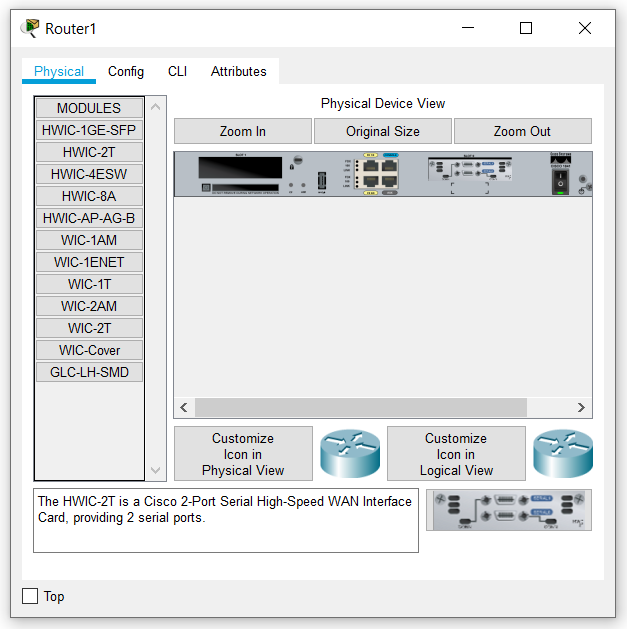 Router1
Physical
Config
CLI
Attributes
MODULES
HWIC-1GE-SFP
HWIC-2T
HWIC-4ESW
HWIC-8A
HWIC-AP-AG-B
WIC-1AM
WIC-1ENET
WIC-1T
WIC-2AM
WIC-2T
WIC-Cover
GLC-LH-SMD
Physical Device View
Zoom In
Original Size
Zoom Out
Customize
Icon in
Physical View
Customize
Icon in
Logical View
The HWIC-2T is a Cisco 2-Port Serial High-Speed WAN Interface
Card, providing 2 serial ports.
Top